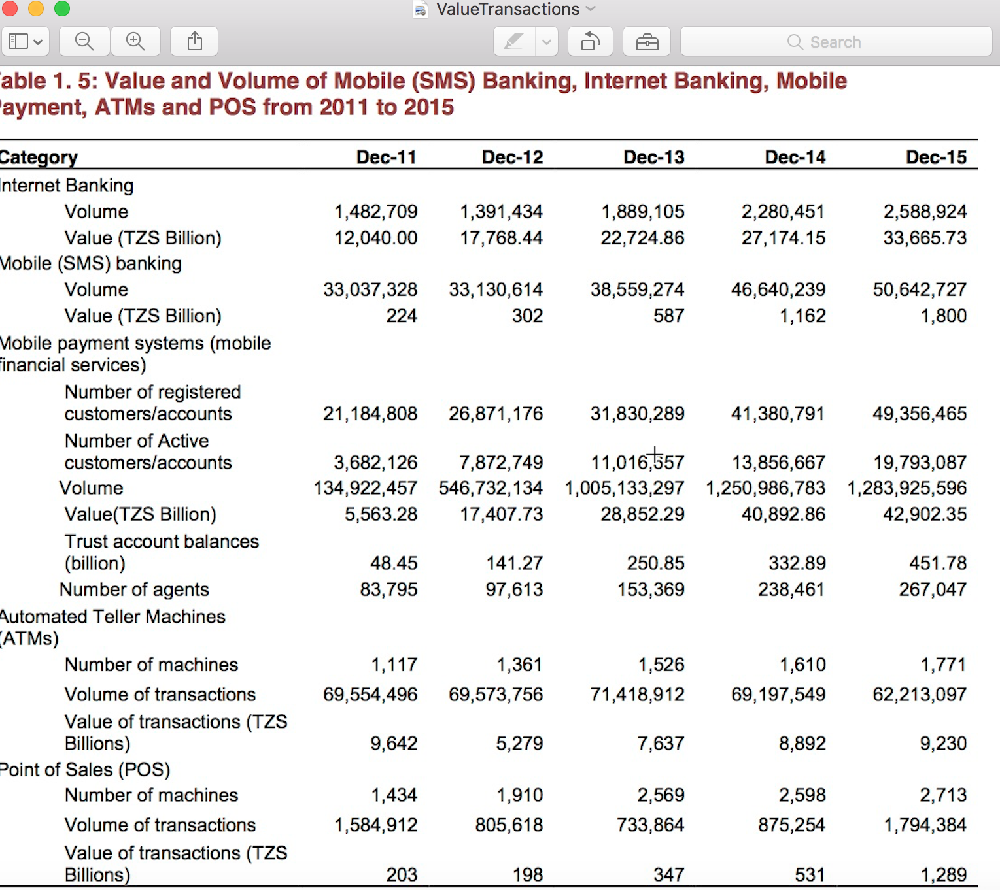 ValueTransactions
Search
able 1. 5: Value and Volume of Mobile (SMS) Banking, Internet Banking, Mobile
ayment, ATMs and POS from 2011 to 2015
Category Dec-11 Dec-12 Dec-13 Dec-14 Dec-15
Internet Banking
Volume 1,482,709 1,391,434 1,889,105 2,280,451 2,588,924
Value (TZS Billion) 12,040.00 17,768.44 22,724.86 27,174.15 33,665.73
Mobile (SMS) banking
Volume 33,037,328 33,130,614 38,559,274 46,640,239 50,642,727
Value (TZS Billion) 224 302 587 1,162 1,800
Mobile payment systems (mobile
financial services)
Number of registered
customers/accounts 21,184,808 26,871,176 31,830,289 41,380,791 49,356,465
Number of Active
customers/accounts 3,682,126 7,872,749 11,016,557 13,856,667 19,793,087
Volume 134,922,457 546,732,134 1,005,133,297 1,250,986,783 1,283,925,596
Value(TZS Billion) 5,563.28 17,407.73 28,852.29 40,892.86 42,902.35
Trust account balances
(billion) 48.45 141.27 250.85 332.89 451.78
Number of agents 83,795 97,613 153,369 238,461 267,047
Automated Teller Machines
(ATMs)
Number of machines 1,117 1,361 1,526 1,610 1,771
Volume of transactions 69,554,496 69,573,756 71,418,912 69,197,549 62,213,097
Value of transactions (TZS
Billions) 9,642 5,279 7,637 8,892 9,230
Point of Sales (POS)
Number of machines 1,434 1,910 2,569 2,598 2,713
Volume of transactions 1,584,912 805,618 733,864 875,254 1,794,384
Value of transactions (TZS
Billions) 203 198 347 531 1,289